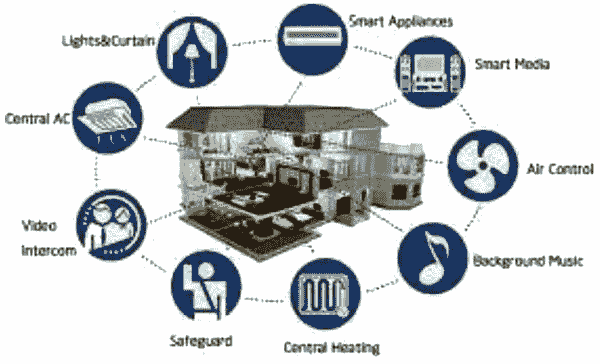 Smart Appliances
Lights&Curtain
Smart Media
Central AC
Air Control
Video
Intercom
Background Music
Safeguard
Central Heating